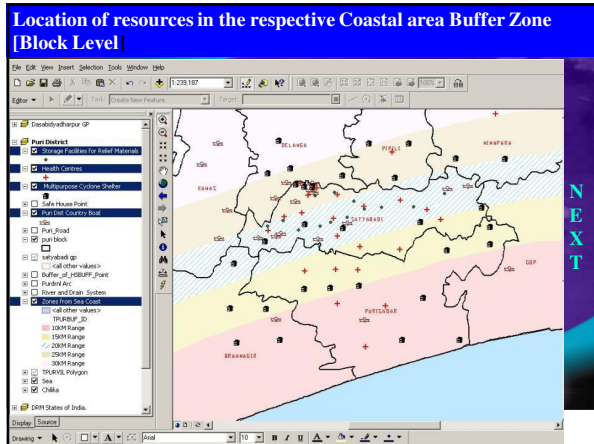 Location of resources in the respective Coastal area Buffer Zone
[Block Level]
File Edit View Insert Selection Tools Window Help
1:239,187
100%
Editor Task: Create New Feature Target:
Dasabidyadharpur GP
Puri District
Storage Facilities for Relief Materials
Health Centres
Multipurpose Cyclone Shelter
Safe House Point
Puri Dist Country Boat
Puri_Road
puri block
satyabadi gp
<all other values>
Buffer_of_HSBUFF_Point
Purdml Arc
River and Drain System
Zones from Sea Coast
<all other values>
TPURBUF_ID
10KM Range
15KM Range
20KM Range
25KM Range
30KM Range
TPURVIL Polygon
Sea
Chilika
DRM States of India.
Display Source
DELANGA
PIPILI
NIMAPARA
KANAS
SATYABADI
GOP
PURISADAR
BRAHMAGIR
N
E
X
T
Drawing Arial 10 B I U A